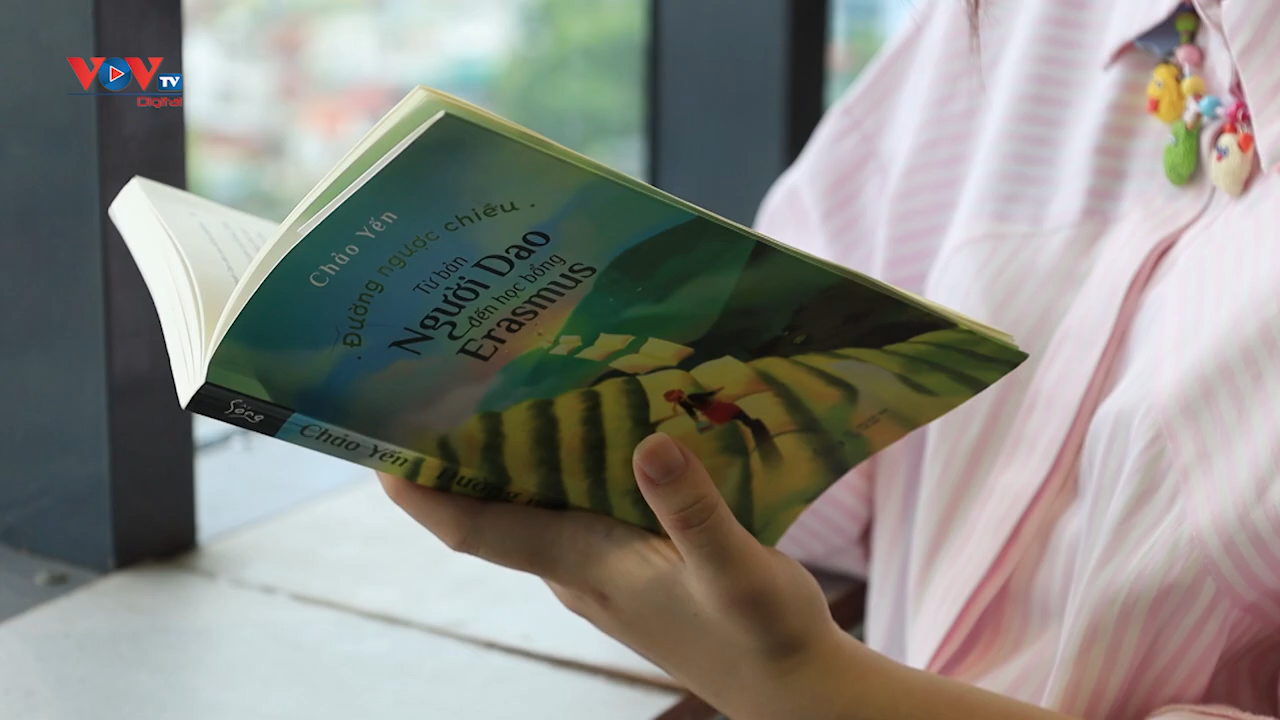 VOV TV
Digital
Chảo Yến
. Đường ngược chiều .
Từ bản
Người Dao
đến học bổng
Erasmus
Sống
Chảo Yến